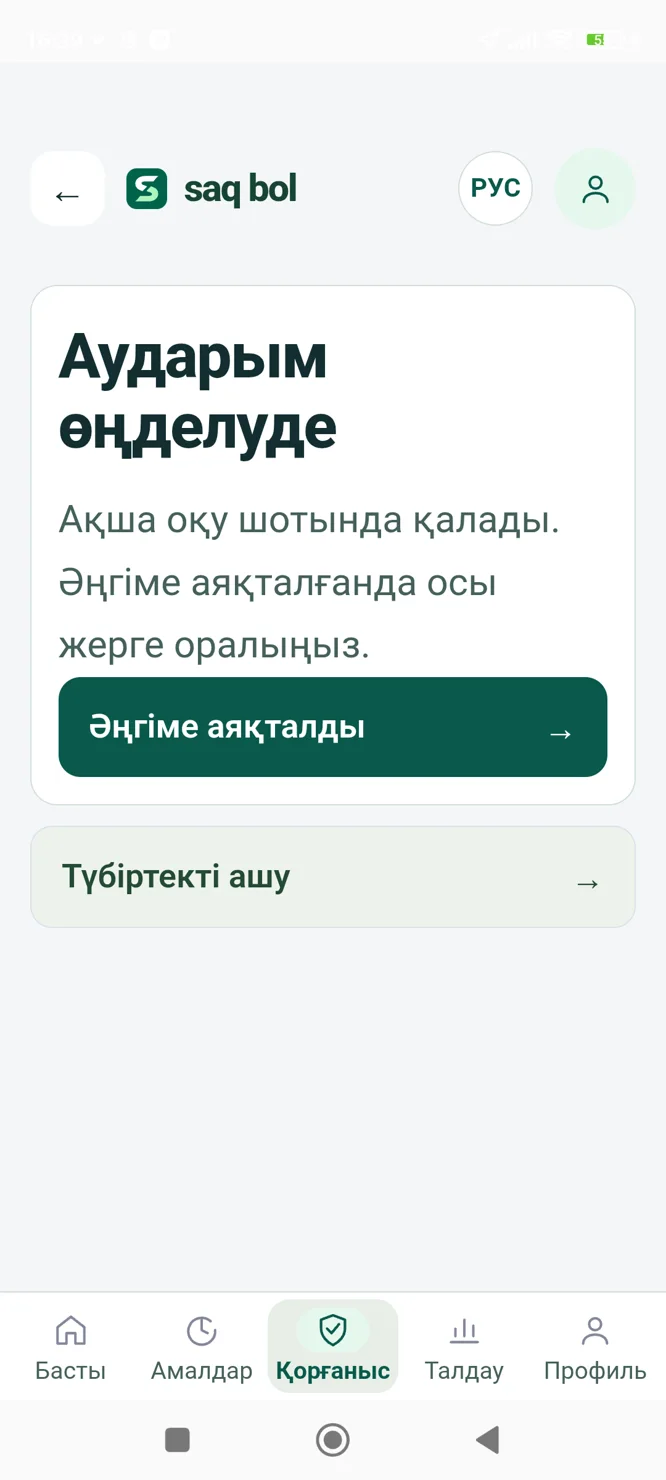 saq bol
РУС
Аударым
өңделуде
Ақша оқу шотында қалады.
Әңгіме аяқталғанда осы
жерге оралыңыз.
Әңгіме аяқталды →
Түбіртекті ашу →
Басты
Амалдар
Қорғаныс
Талдау
Профиль